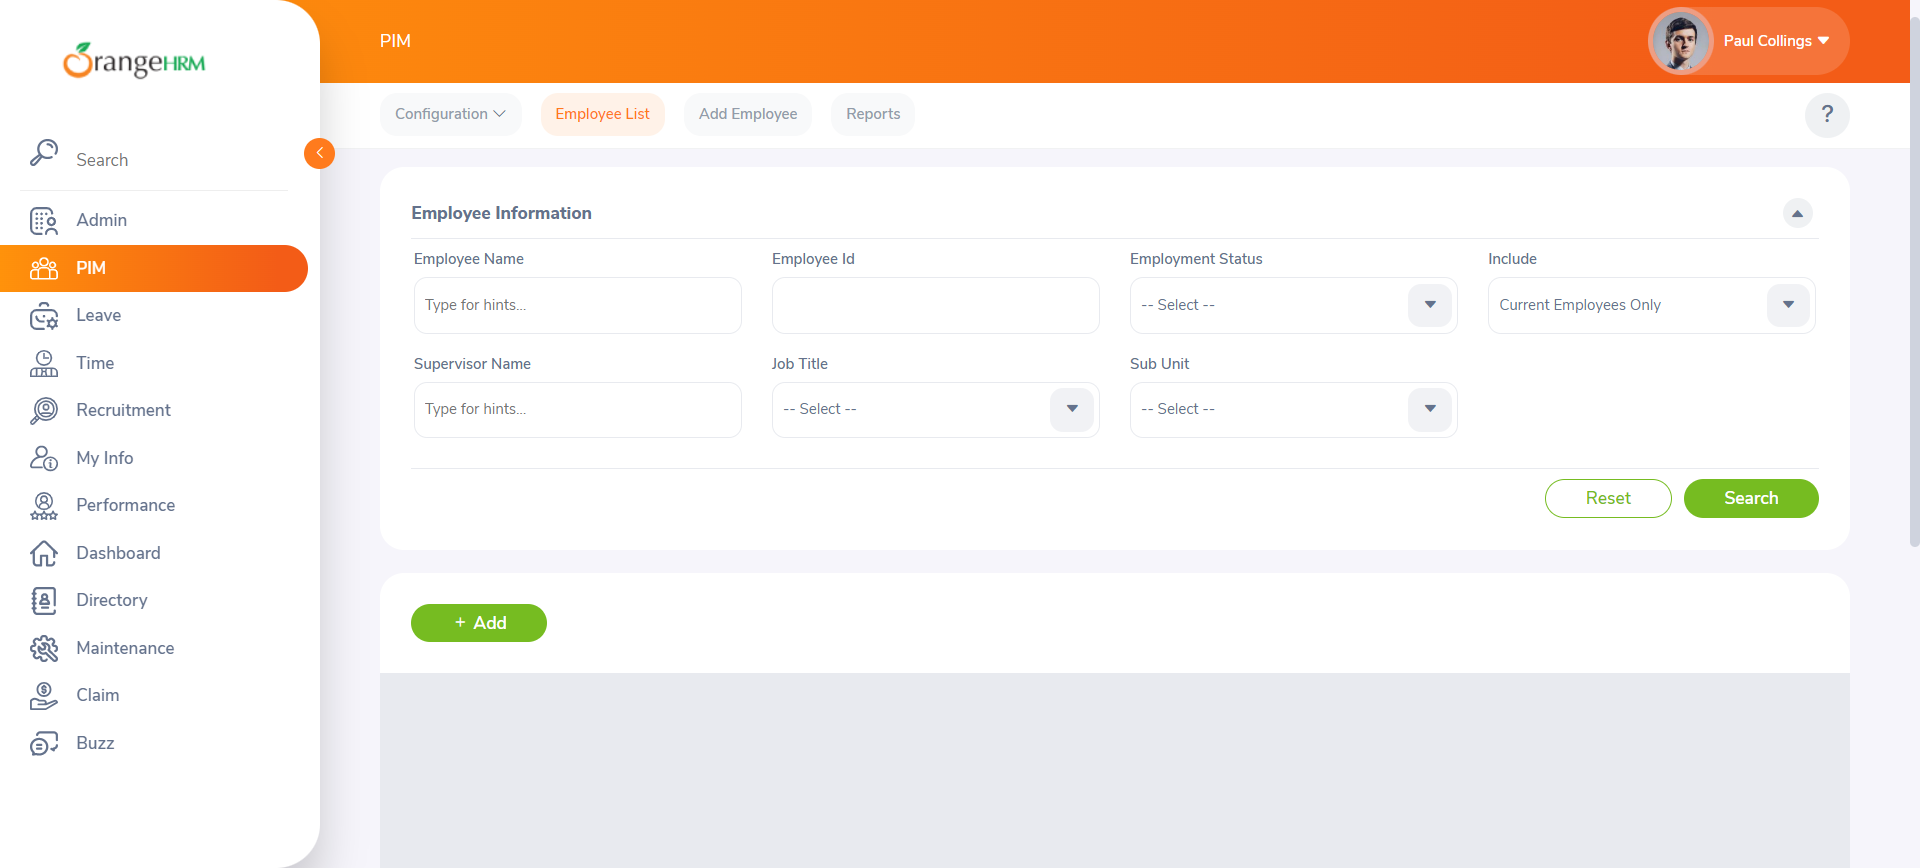 OrangeHRM
PIM
Paul Collings
Configuration
Employee List
Add Employee
Reports
?
Search
Admin
PIM
Leave
Time
Recruitment
My Info
Performance
Dashboard
Directory
Maintenance
Claim
Buzz
Employee Information
Employee Name
Employee Id
Employment Status
Include
Type for hints...
-- Select --
Current Employees Only
Supervisor Name
Job Title
Sub Unit
Type for hints...
-- Select --
-- Select --
Reset
Search
+ Add